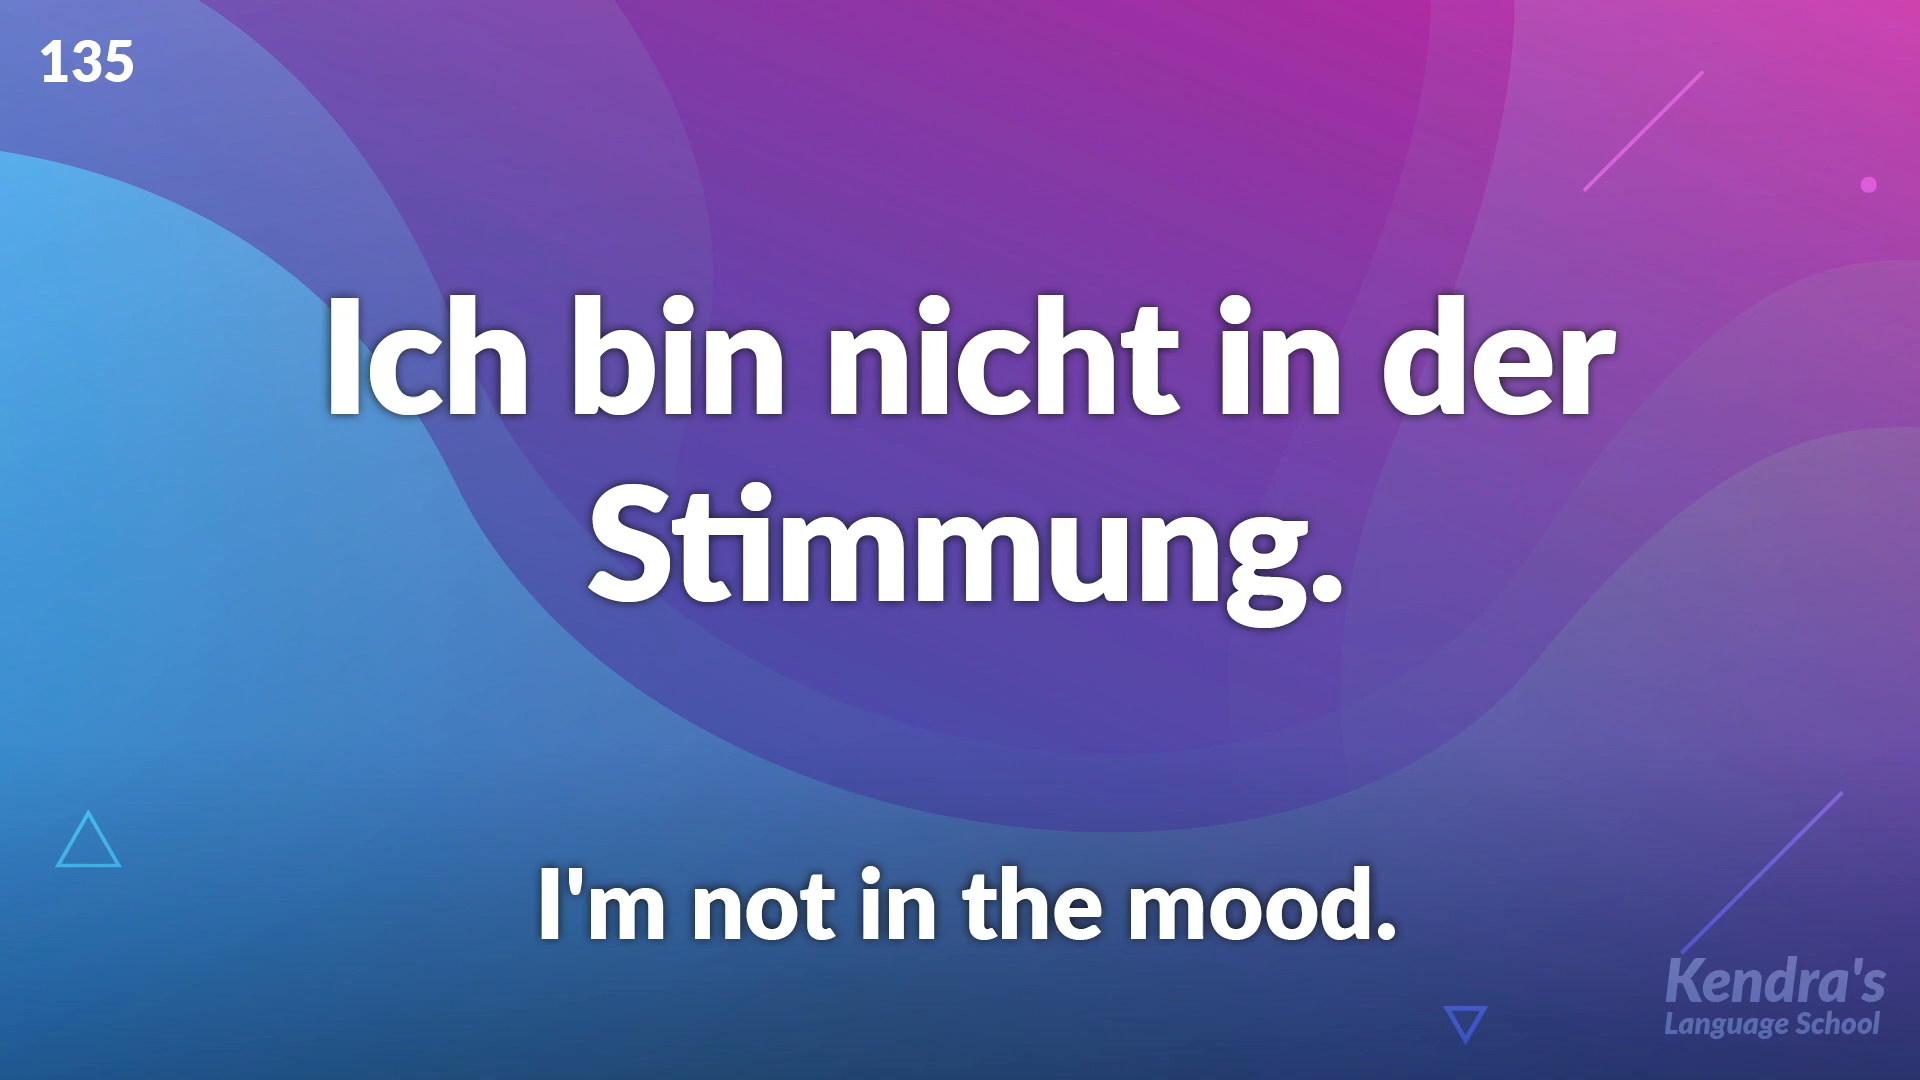 135
Ich bin nicht in der
Stimmung.
I'm not in the mood.
Kendra's
Language School